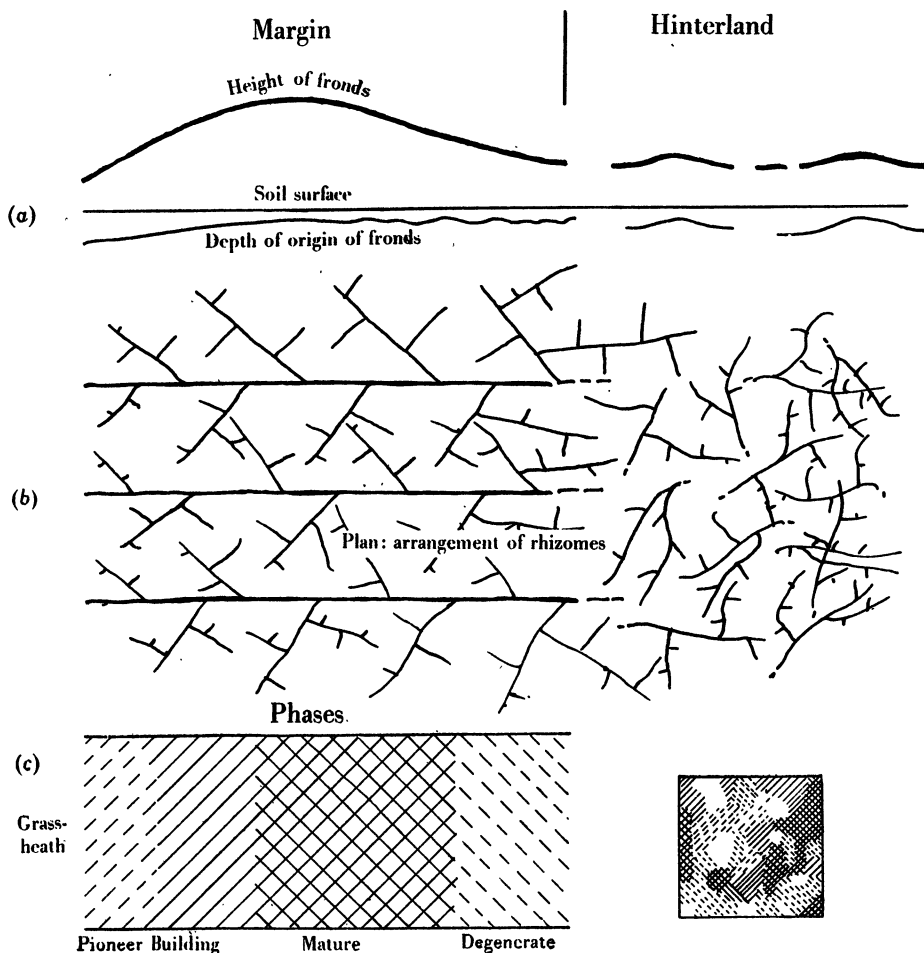 Margin
Hinterland
Height of fronds
Soil surface
(a)
Depth of origin of fronds
(b)
Plan: arrangement of rhizomes
Phases.
(c)
Grass-
heath
Pioneer Building
Mature
Degenerate